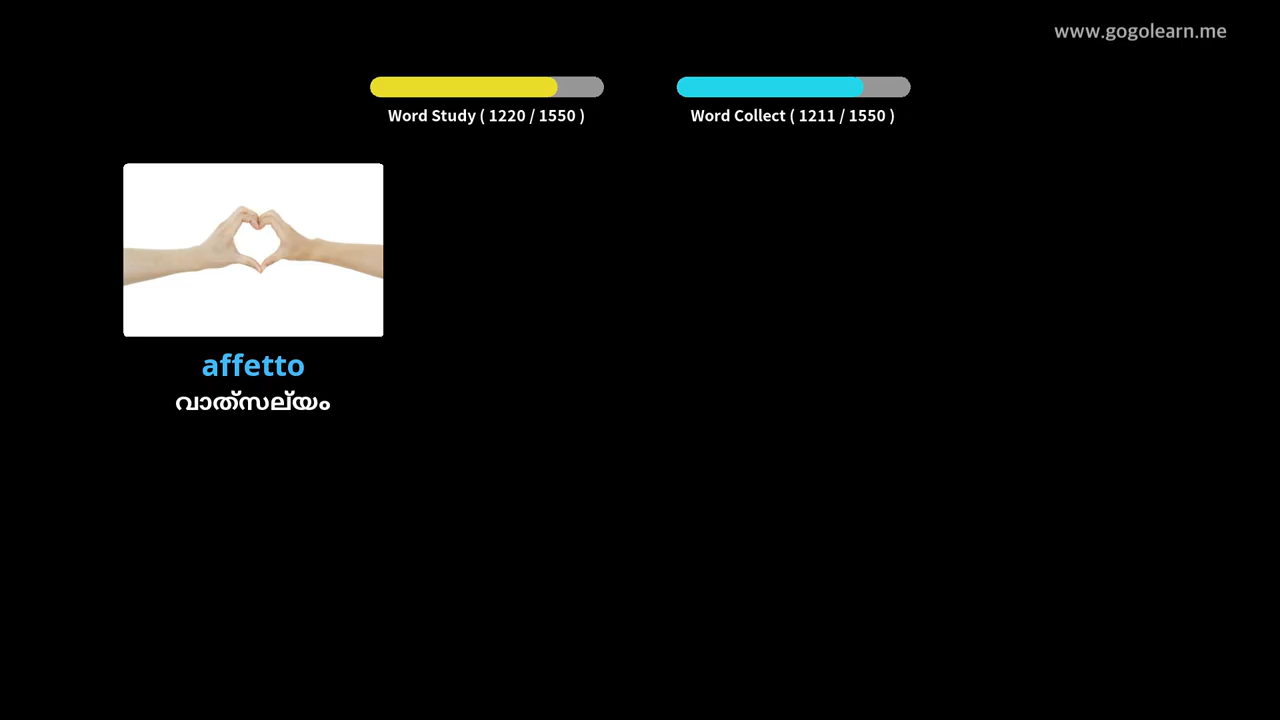 www.gogolearn.me
Word Study ( 1220 / 1550 )
Word Collect ( 1211 / 1550 )
affetto
വാത്സല്യം